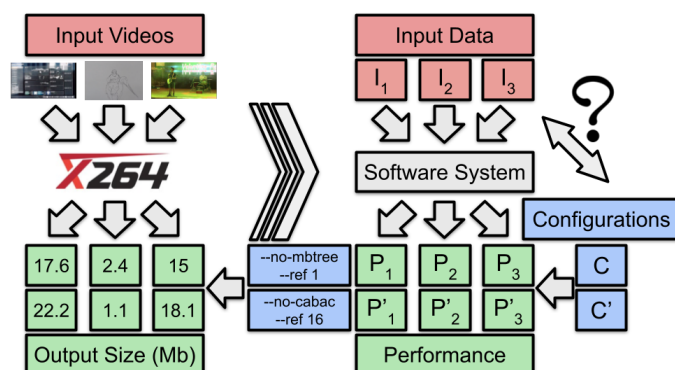 Input Videos
X264
17.6 2.4 15
22.2 1.1 18.1
Output Size (Mb)
--no-mbtree
--ref 1
--no-cabac
--ref 16
Input Data
I₁ I₂ I₃
?
Software System
Configurations
P₁ P₂ P₃
C
P'₁ P'₂ P'₃
C'
Performance